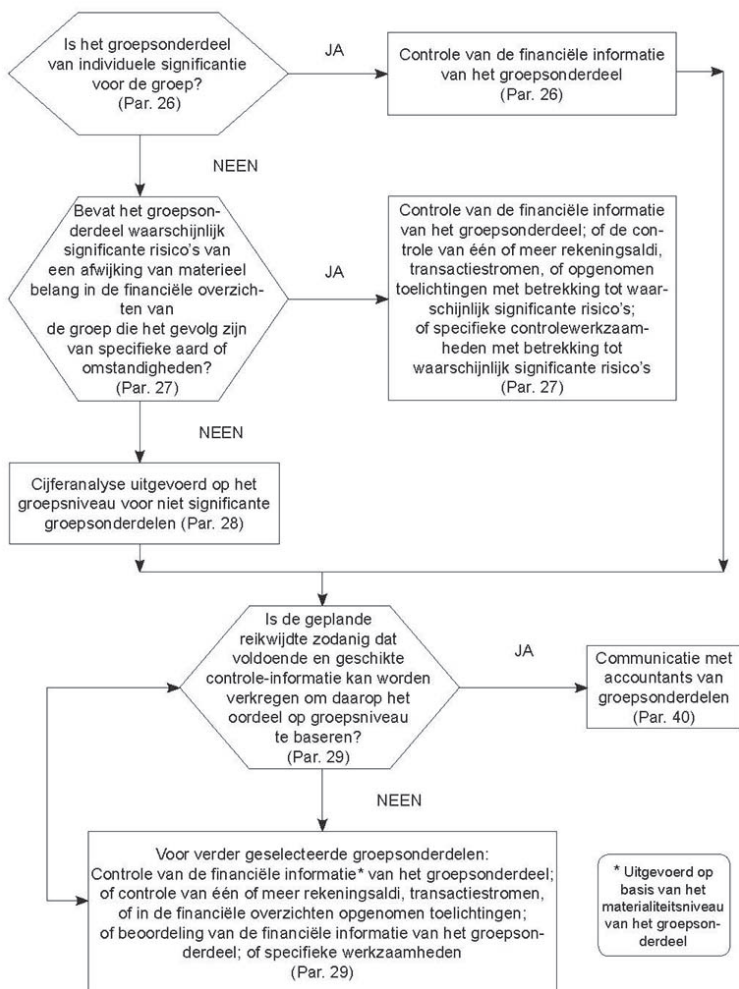 Is het groepsonderdeel
van individuele significantie
voor de groep?
(Par. 26)
JA
Controle van de financiële informatie
van het groepsonderdeel
(Par. 26)
NEEN
Bevat het groepson-
derdeel waarschijnlijk
significante risico's van
een afwijking van materieel
belang in de financiële overzich-
ten van
de groep die het gevolg zijn
van specifieke aard of
omstandigheden?
(Par. 27)
JA
Controle van de financiële informatie
van het groepsonderdeel; of de con-
trole van één of meer rekeningsaldi,
transactiestromen, of opgenomen
toelichtingen met betrekking tot waar-
schijnlijk significante risico's;
of specifieke controlewerkzaam-
heden met betrekking tot
waarschijnlijk significante risico's
(Par. 27)
NEEN
Cijferanalyse uitgevoerd op het
groepsniveau voor niet significante
groepsonderdelen (Par. 28)
Is de geplande
reikwijdte zodanig dat
voldoende en geschikte
controle-informatie kan worden
verkregen om daarop het
oordeel op groepsniveau
te baseren?
(Par. 29)
JA
Communicatie met
accountants van
groepsonderdelen
(Par. 40)
NEEN
Voor verder geselecteerde groepsonderdelen:
Controle van de financiële informatie* van het groepsonderdeel;
of controle van één of meer rekeningsaldi, transactiestromen,
of in de financiële overzichten opgenomen toelichtingen;
of beoordeling van de financiële informatie van het groepson-
derdeel; of specifieke werkzaamheden
(Par. 29)
* Uitgevoerd op
basis van het
materialiteitsniveau
van het groepson-
derdeel